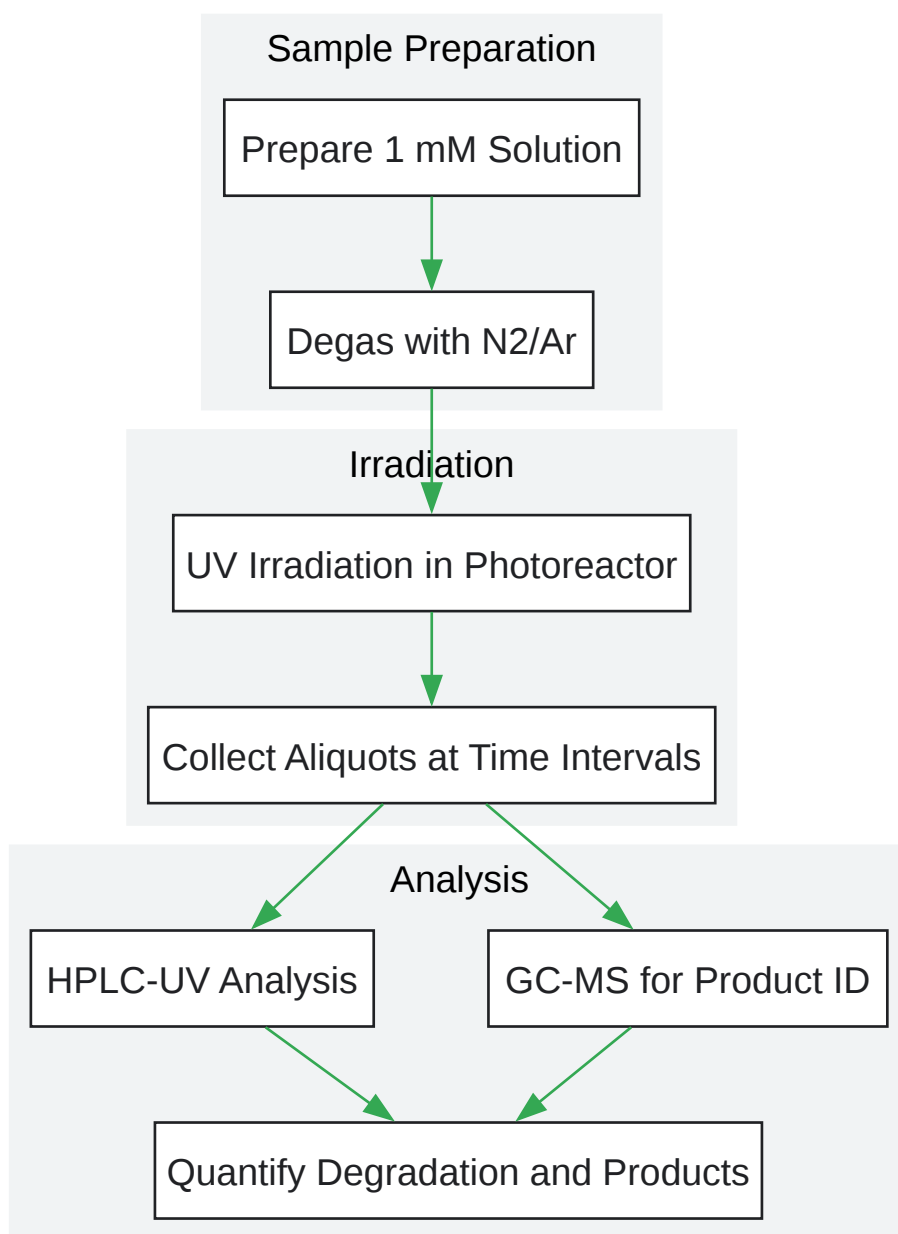 Sample Preparation
Prepare 1 mM Solution
Degas with N2/Ar
Irradiation
UV Irradiation in Photoreactor
Collect Aliquots at Time Intervals
Analysis
HPLC-UV Analysis
GC-MS for Product ID
Quantify Degradation and Products